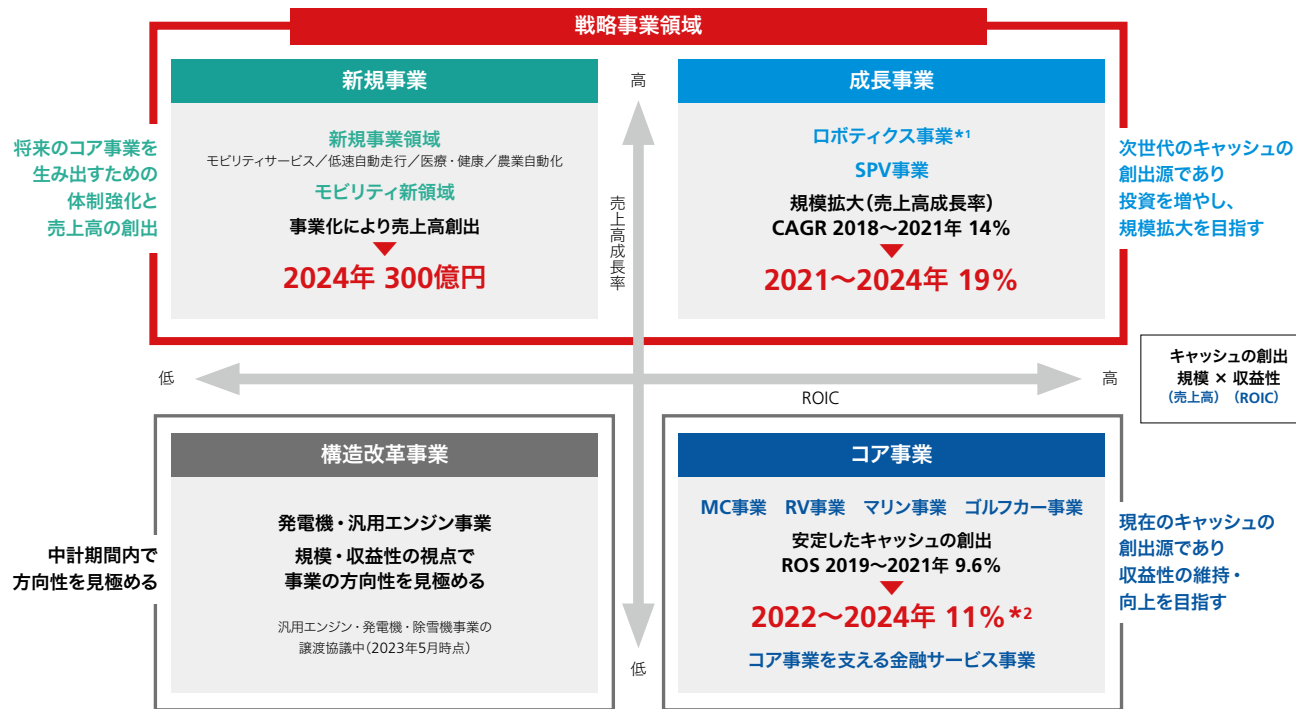 戦略事業領域
新規事業
新規事業領域
モビリティサービス／低速自動走行／医療・健康／農業自動化
モビリティ新領域
事業化により売上高創出
2024年 300億円
将来のコア事業を
生み出すための
体制強化と
売上高の創出
高
売上高成長率
低
成長事業
ロボティクス事業*1
SPV事業
規模拡大（売上高成長率）
CAGR 2018〜2021年 14%
2021〜2024年 19%
次世代のキャッシュの
創出源であり
投資を増やし、
規模拡大を目指す
低
高
ROIC
キャッシュの創出
規模 × 収益性
（売上高）（ROIC）
構造改革事業
発電機・汎用エンジン事業
規模・収益性の視点で
事業の方向性を見極める
汎用エンジン・発電機・除雪機事業の
譲渡協議中（2023年5月時点）
中計期間内で
方向性を見極める
コア事業
MC事業 RV事業 マリン事業 ゴルフカー事業
安定したキャッシュの創出
ROS 2019〜2021年 9.6%
2022〜2024年 11%*2
コア事業を支える金融サービス事業
現在のキャッシュの
創出源であり
収益性の維持・
向上を目指す